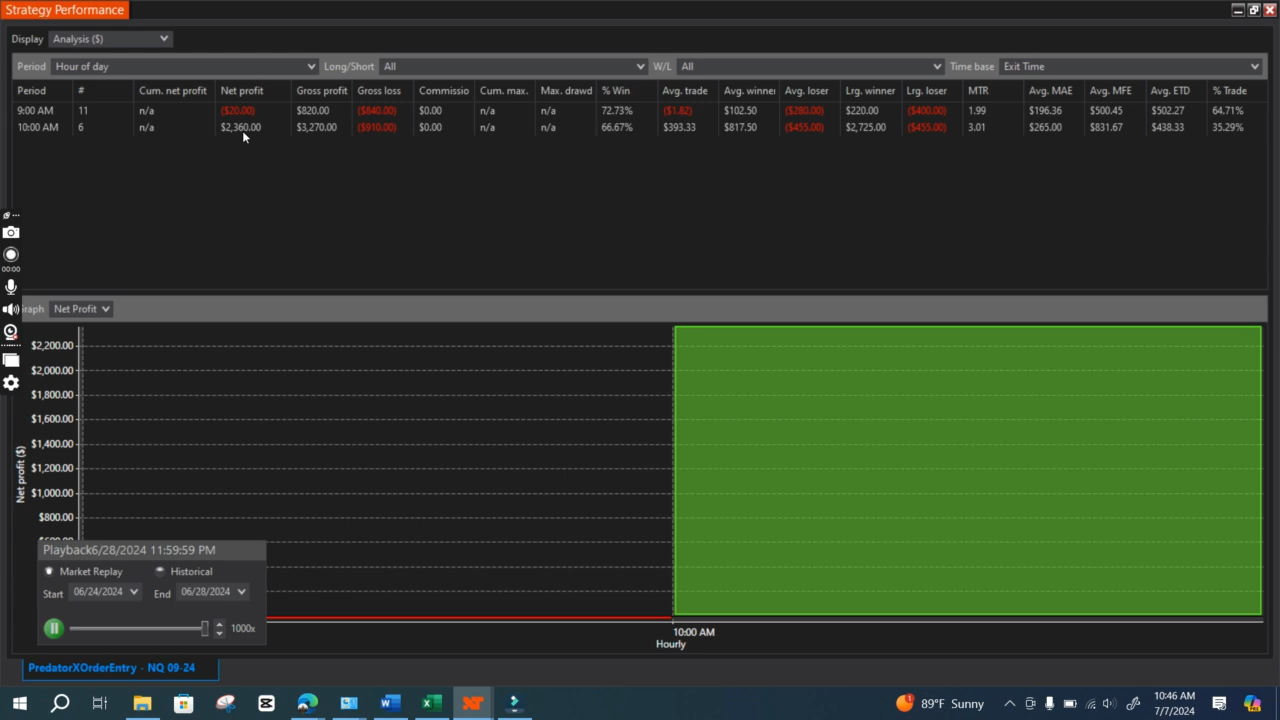 Strategy Performance
Display Analysis ($)
Period Hour of day Long/Short All W/L All Time base Exit Time
Period # Cum. net profit Net profit Gross profit Gross loss Commissio Cum. max. Max. drawd % Win Avg. trade Avg. winner Avg. loser Lrg. winner Lrg. loser MTR Avg. MAE Avg. MFE Avg. ETD % Trade
9:00 AM 11 n/a ($20.00) $820.00 ($840.00) $0.00 n/a n/a 72.73% ($1.82) $102.50 ($280.00) $220.00 ($400.00) 1.99 $196.36 $500.45 $502.27 64.71%
10:00 AM 6 n/a $2,360.00 $3,270.00 ($910.00) $0.00 n/a n/a 66.67% $393.33 $817.50 ($455.00) $2,725.00 ($455.00) 3.01 $265.00 $831.67 $438.33 35.29%
00:00
raph Net Profit
$2,200.00
$2,000.00
$1,800.00
$1,600.00
$1,400.00
$1,200.00
$1,000.00
$800.00
Net profit ($)
Playback6/28/2024 11:59:59 PM
Market Replay Historical
Start 06/24/2024 End 06/28/2024
1000x
10:00 AM
Hourly
PredatorXOrderEntry - NQ 09-24
89°F Sunny
10:46 AM
7/7/2024